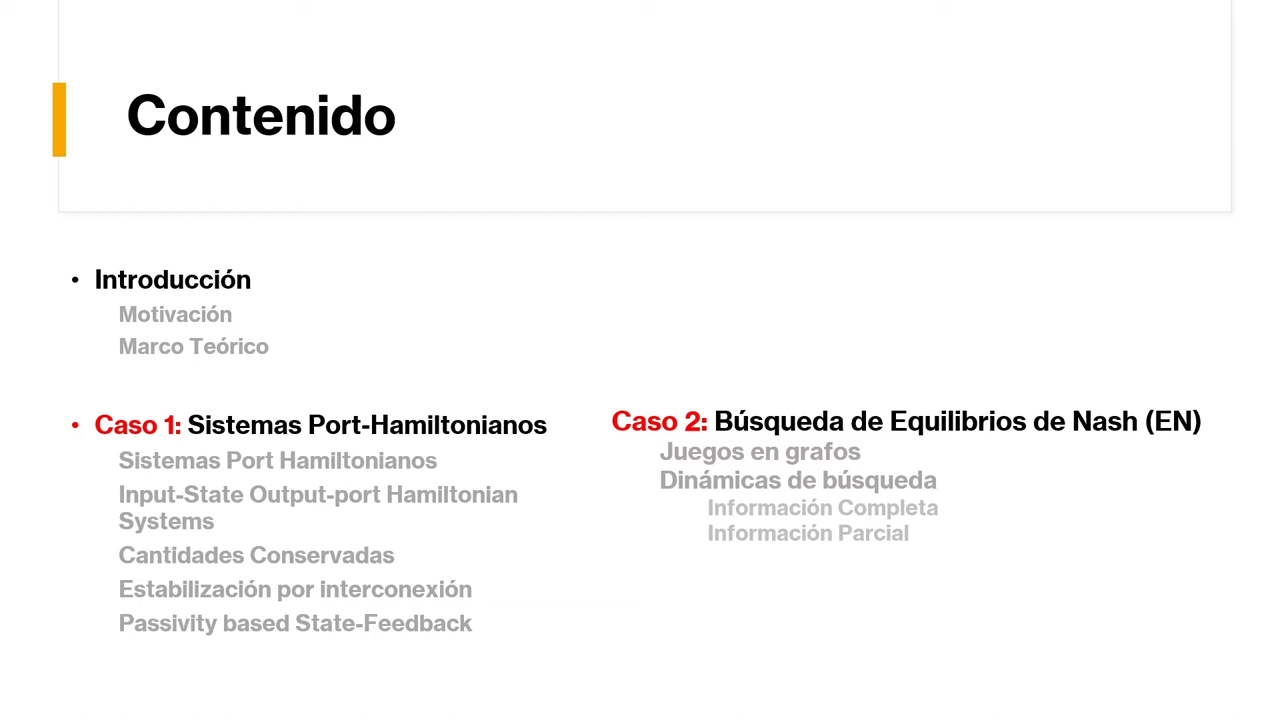 Contenido
• Introducción
Motivación
Marco Teórico
• Caso 1: Sistemas Port-Hamiltonianos
Sistemas Port Hamiltonianos
Input-State Output-port Hamiltonian
Systems
Cantidades Conservadas
Estabilización por interconexión
Passivity based State-Feedback
Caso 2: Búsqueda de Equilibrios de Nash (EN)
Juegos en grafos
Dinámicas de búsqueda
Información Completa
Información Parcial